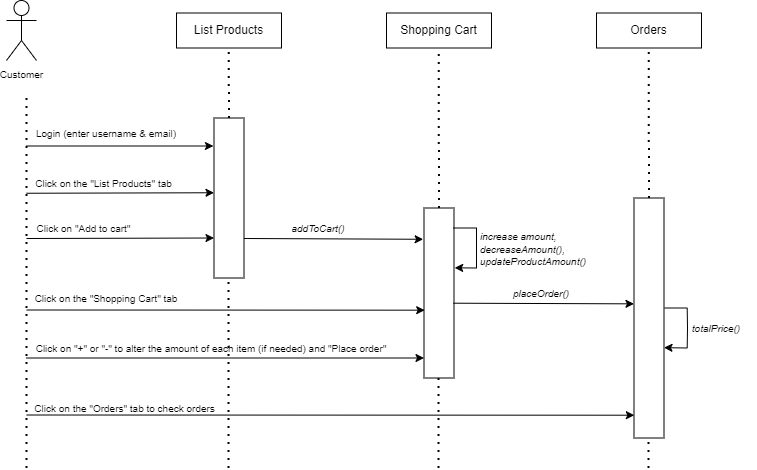 List Products
Shopping Cart
Orders
Customer
Login (enter username & email)
Click on the "List Products" tab
Click on "Add to cart"
addToCart()
increase amount,
decreaseAmount(),
updateProductAmount()
Click on the "Shopping Cart" tab
placeOrder()
totalPrice()
Click on "+" or "-" to alter the amount of each item (if needed) and "Place order"
Click on the "Orders" tab to check orders